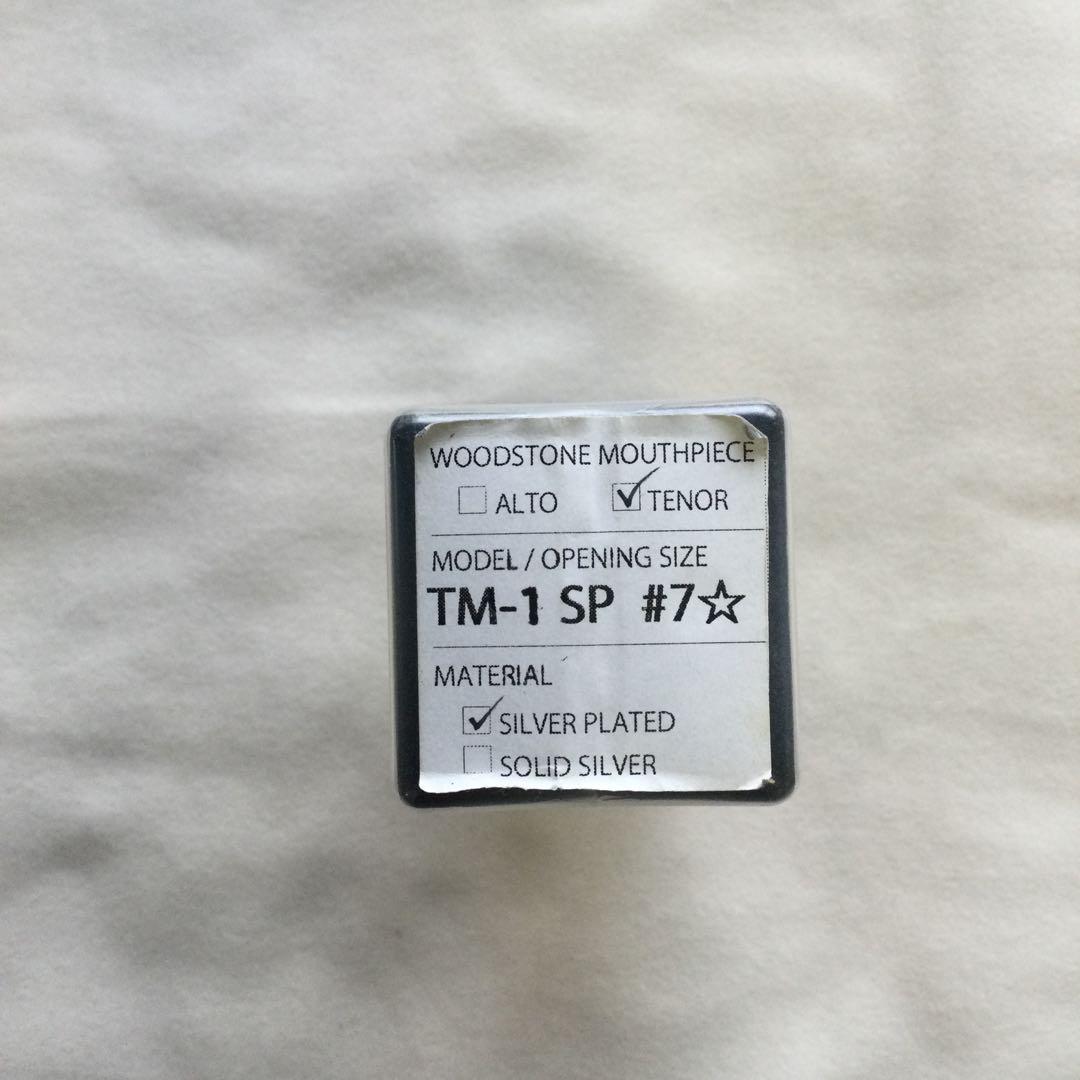 WOODSTONE MOUTHPIECE
☐ ALTO ☑ TENOR
MODEL / OPENING SIZE
TM-1 SP #7☆
MATERIAL
☑ SILVER PLATED
☐ SOLID SILVER